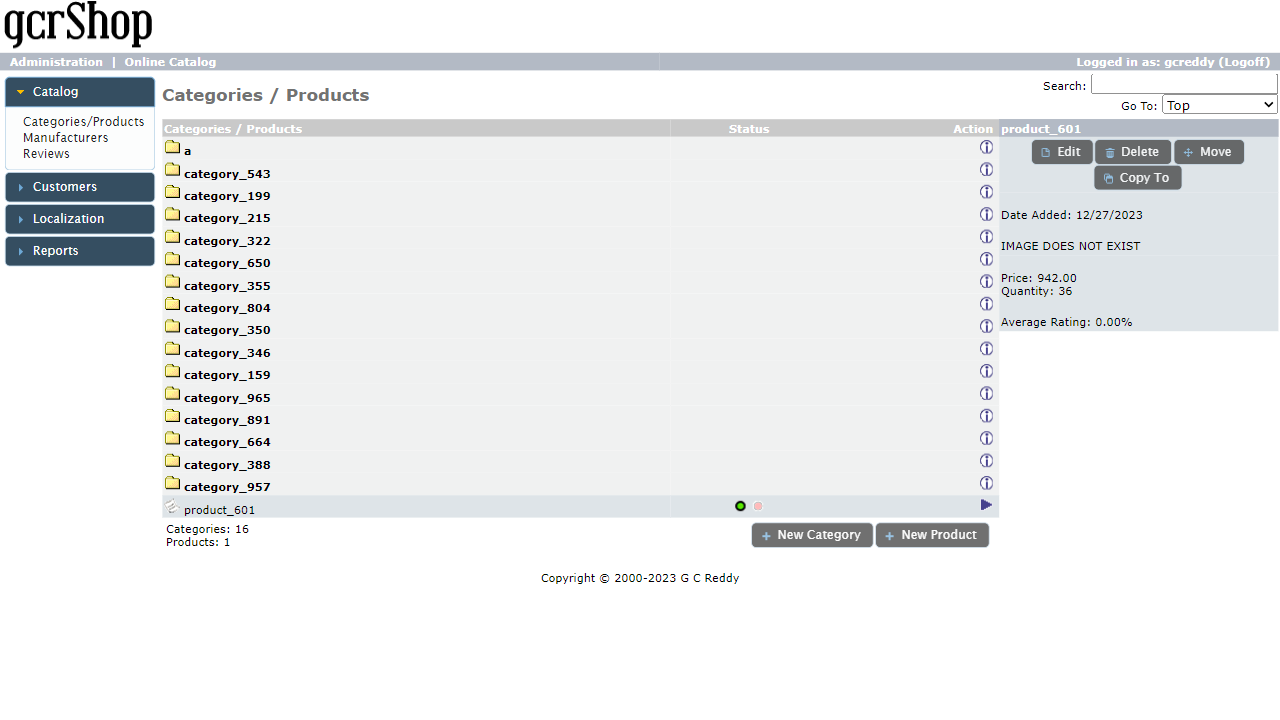 gcrShop
Administration | Online Catalog
Logged in as: gcreddy (Logoff)
Catalog
Categories/Products
Manufacturers
Reviews
Customers
Localization
Reports
Categories / Products
Search:
Go To: Top
Categories / Products Status Action
a
category_543
category_199
category_215
category_322
category_650
category_355
category_804
category_350
category_346
category_159
category_965
category_891
category_664
category_388
category_957
product_601
Categories: 16
Products: 1
New Category New Product
product_601
Edit Delete Move
Copy To
Date Added: 12/27/2023
IMAGE DOES NOT EXIST
Price: 942.00
Quantity: 36
Average Rating: 0.00%
Copyright © 2000-2023 G C Reddy